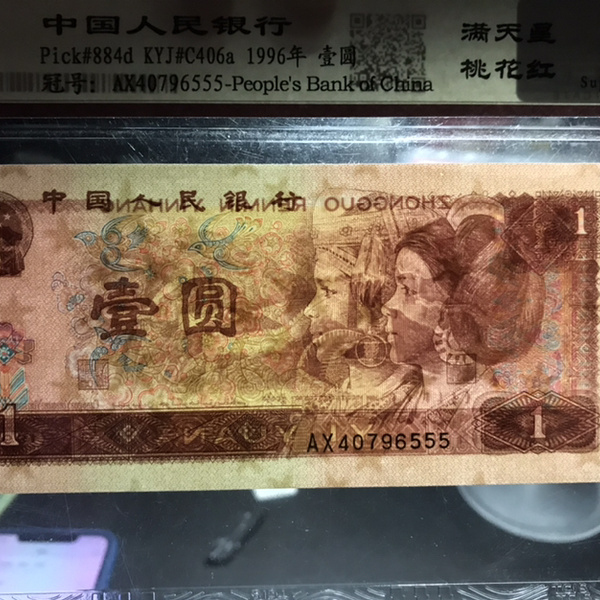 中国人民银行
Pick#884d KYJ#C406a 1996年 壹圆
冠号: AX40796555-People's Bank of China
满天星
桃花红
Su
中国人民银行
ZHONGGUO RENMIN YINHANG
1
壹圆
1
AX40796555
1